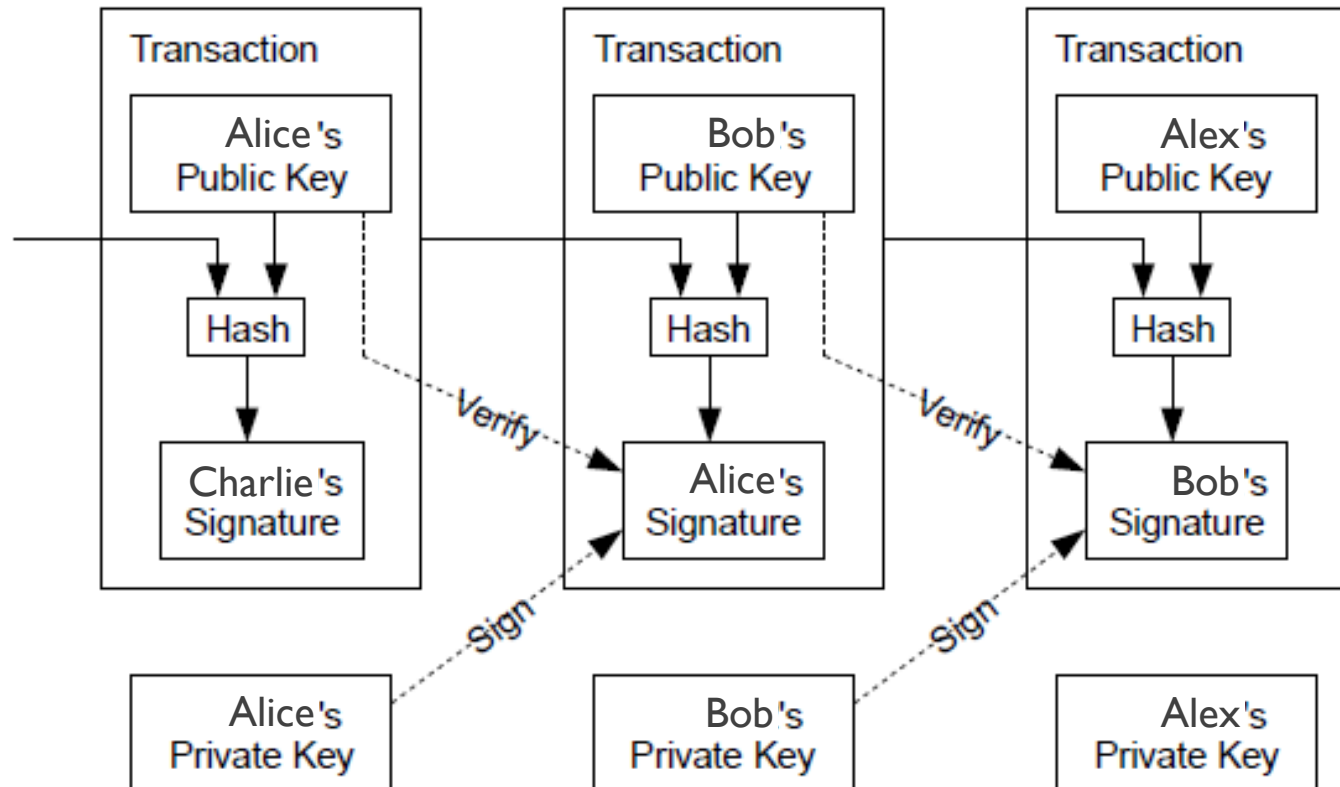 Transaction
Alice's
Public Key
Hash
Charlie's
Signature
Transaction
Bob's
Public Key
Hash
Alice's
Signature
Transaction
Alex's
Public Key
Hash
Bob's
Signature
Verify
Verify
Sign
Sign
Alice's
Private Key
Bob's
Private Key
Alex's
Private Key